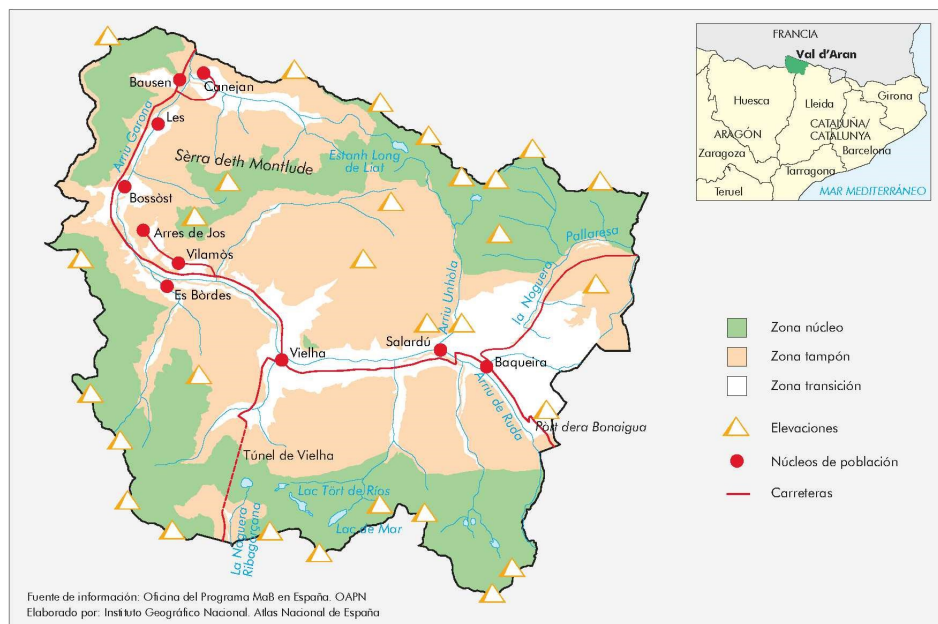 Bausen
Canejan
Les
Arriu Garona
Sèrra deth Montlude
Estanh Long
de Liat
Bossòst
Arres de Jos
Vilamòs
Es Bòrdes
Arriu Unhòla
la Noguera
Pallaresa
Vielha
Salardú
Baqueira
Arriu de Ruda
Pòrt dera Bonaigua
Túnel de Vielha
Lac Tòrt de Rios
Lac de Mar
La Noguera
Ribagorçana
FRANCIA
Val d'Aran
Huesca
Lleida
Girona
ARAGÓN
CATALUÑA/
CATALUNYA
Zaragoza
Barcelona
Tarragona
Teruel
MAR MEDITERRÁNEO
Zona núcleo
Zona tampón
Zona transición
Elevaciones
Núcleos de población
Carreteras
Fuente de información: Oficina del Programa MaB en España. OAPN
Elaborado por: Instituto Geográfico Nacional. Atlas Nacional de España